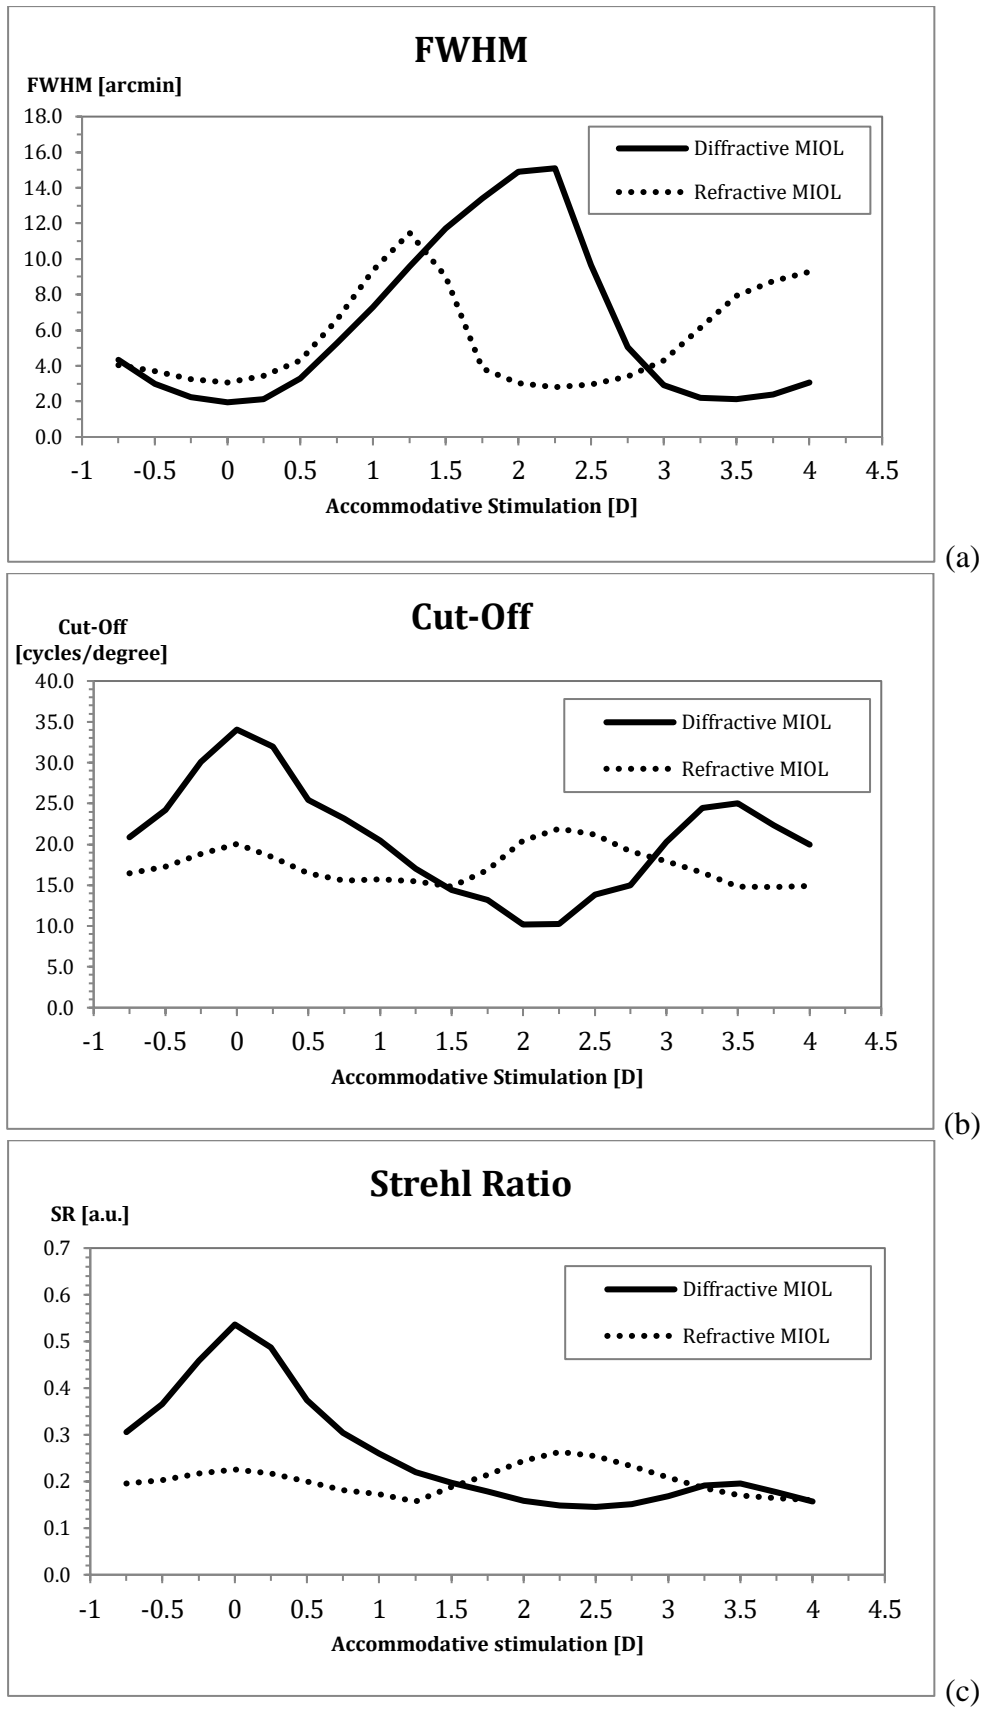 FWHM
FWHM [arcmin]
18.0
16.0
14.0
12.0
10.0
8.0
6.0
4.0
2.0
0.0
Diffractive MIOL
Refractive MIOL
-1 -0.5 0 0.5 1 1.5 2 2.5 3 3.5 4 4.5
Accommodative Stimulation [D]
(a)
Cut-Off
Cut-Off
[cycles/degree]
40.0
35.0
30.0
25.0
20.0
15.0
10.0
5.0
0.0
Diffractive MIOL
Refractive MIOL
-1 -0.5 0 0.5 1 1.5 2 2.5 3 3.5 4 4.5
Accommodative Stimulation [D]
(b)
Strehl Ratio
SR [a.u.]
0.7
0.6
0.5
0.4
0.3
0.2
0.1
0.0
Diffractive MIOL
Refractive MIOL
-1 -0.5 0 0.5 1 1.5 2 2.5 3 3.5 4 4.5
Accommodative stimulation [D]
(c)